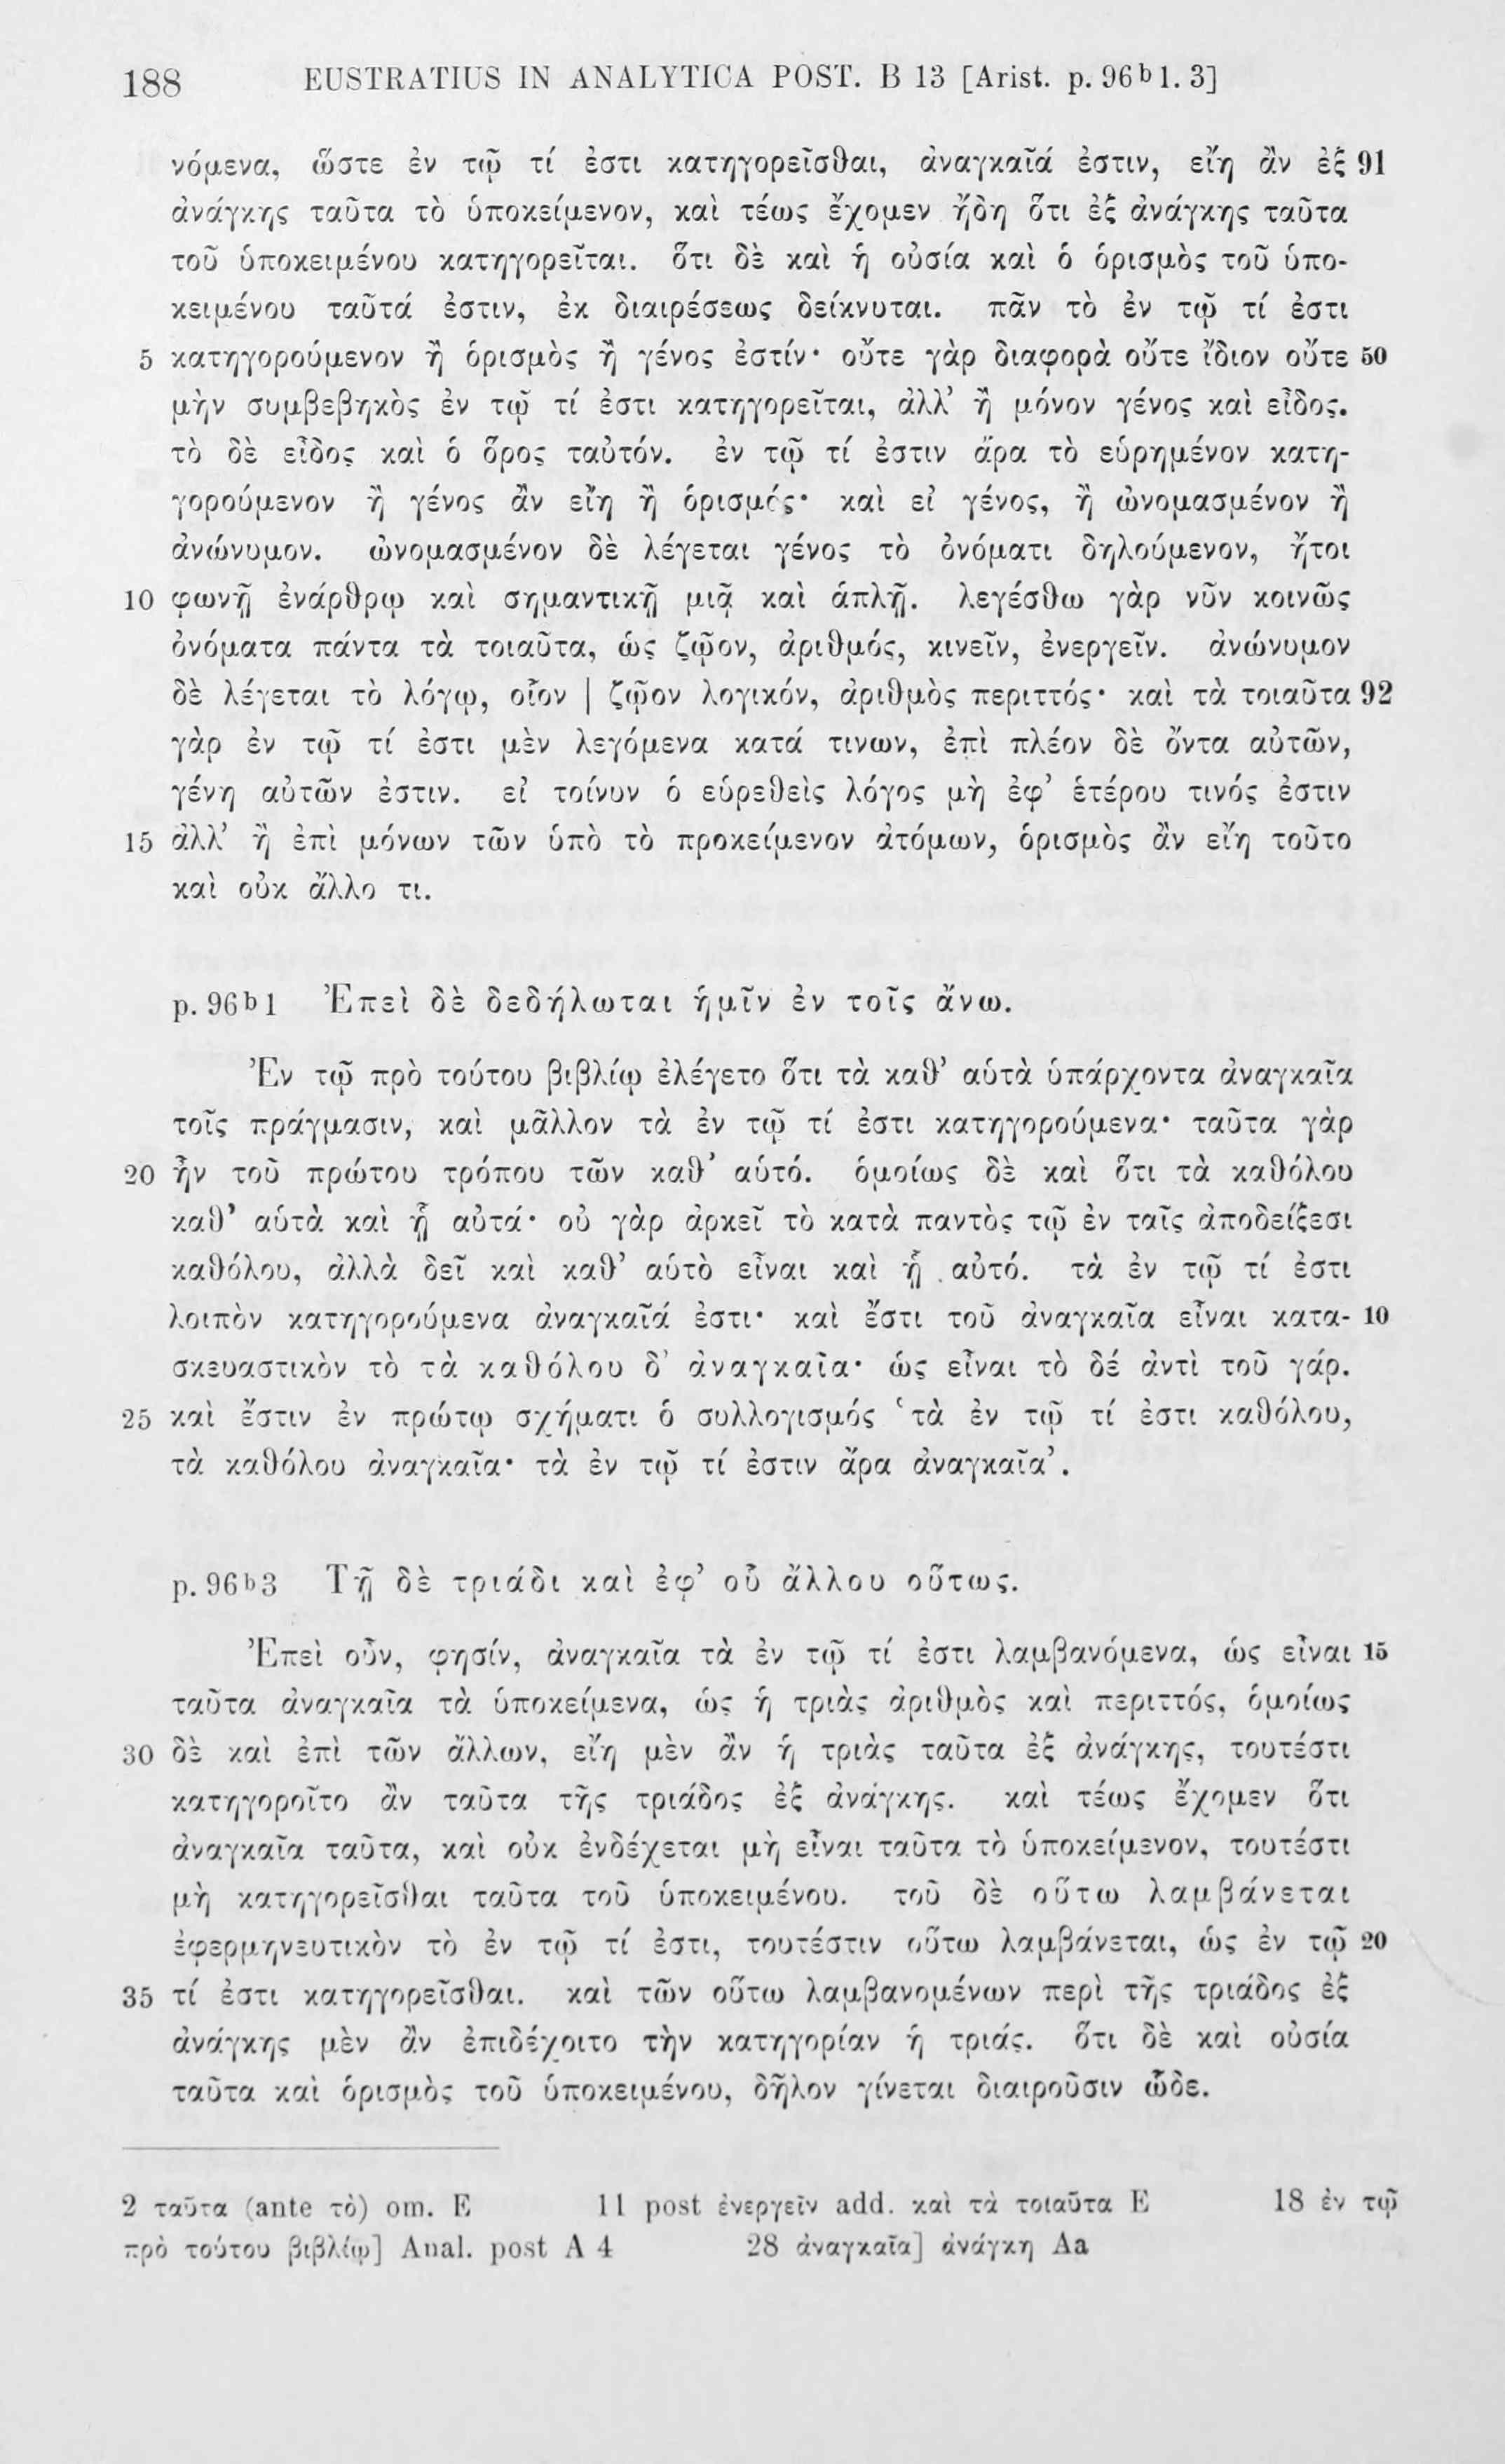 188 EUSTRATIUS IN ANALYTICA POST. B 13 [Arist. p. 96ᵇ1. 3]
νόμενα, ὥστε ἐν τῷ τί ἐστι κατηγορεῖσθαι, ἀναγκαῖά ἐστιν, εἴη ἂν ἐξ 91
ἀνάγκης ταῦτα τὸ ὑποκείμενον, καὶ τέως ἔχομεν ἤδη ὅτι ἐξ ἀνάγκης ταῦτα
τοῦ ὑποκειμένου κατηγορεῖται. ὅτι δὲ καὶ ἡ οὐσία καὶ ὁ ὁρισμὸς τοῦ ὑπο-
κειμένου ταῦτά ἐστιν, ἐκ διαιρέσεως δείκνυται. πᾶν τὸ ἐν τῷ τί ἐστι
5 κατηγορούμενον ἢ ὁρισμὸς ἢ γένος ἐστίν· οὔτε γὰρ διαφορὰ οὔτε ἴδιον οὔτε 50
μὴν συμβεβηκὸς ἐν τῷ τί ἐστι κατηγορεῖται, ἀλλ’ ἢ μόνον γένος καὶ εἶδος.
τὸ δὲ εἶδος καὶ ὁ ὅρος ταὐτόν. ἐν τῷ τί ἐστιν ἄρα τὸ εὑρημένον κατη-
γορούμενον ἢ γένος ἂν εἴη ἢ ὁρισμός· καὶ εἰ γένος, ἢ ὠνομασμένον ἢ
ἀνώνυμον. ὠνομασμένον δὲ λέγεται γένος τὸ ὀνόματι δηλούμενον, ἤτοι
10 φωνῇ ἐνάρθρῳ καὶ σημαντικῇ μιᾷ καὶ ἁπλῇ. λεγέσθω γὰρ νῦν κοινῶς
ὀνόματα πάντα τὰ τοιαῦτα, ὡς ζῷον, ἀριθμός, κινεῖν, ἐνεργεῖν. ἀνώνυμον
δὲ λέγεται τὸ λόγῳ, οἷον | ζῷον λογικόν, ἀριθμὸς περιττός· καὶ τὰ τοιαῦτα 92
γὰρ ἐν τῷ τί ἐστι μὲν λεγόμενα κατά τινων, ἐπὶ πλέον δὲ ὄντα αὐτῶν,
γένη αὐτῶν ἐστιν. εἰ τοίνυν ὁ εὑρεθεὶς λόγος μὴ ἐφ’ ἑτέρου τινός ἐστιν
15 ἀλλ’ ἢ ἐπὶ μόνων τῶν ὑπὸ τὸ προκείμενον ἀτόμων, ὁρισμὸς ἂν εἴη τοῦτο
καὶ οὐκ ἄλλο τι.
p. 96ᵇ1 Ἐπεὶ δὲ δεδήλωται ἡμῖν ἐν τοῖς ἄνω.
Ἐν τῷ πρὸ τούτου βιβλίῳ ἐλέγετο ὅτι τὰ καθ’ αὑτὰ ὑπάρχοντα ἀναγκαῖα
τοῖς πράγμασιν, καὶ μᾶλλον τὰ ἐν τῷ τί ἐστι κατηγορούμενα· ταῦτα γὰρ
20 ἦν τοῦ πρώτου τρόπου τῶν καθ’ αὑτό. ὁμοίως δὲ καὶ ὅτι τὰ καθόλου
καθ’ αὑτὰ καὶ ᾗ αὐτά· οὐ γὰρ ἀρκεῖ τὸ κατὰ παντὸς τῷ ἐν ταῖς ἀποδείξεσι
καθόλου, ἀλλὰ δεῖ καὶ καθ’ αὑτὸ εἶναι καὶ ᾗ αὐτό. τὰ ἐν τῷ τί ἐστι
λοιπὸν κατηγορούμενα ἀναγκαῖά ἐστι· καὶ ἔστι τοῦ ἀναγκαῖα εἶναι κατα- 10
σκευαστικὸν τὸ τὰ καθόλου δ’ ἀναγκαῖα· ὡς εἶναι τὸ δέ ἀντὶ τοῦ γάρ.
25 καὶ ἔστιν ἐν πρώτῳ σχήματι ὁ συλλογισμός ‘τὰ ἐν τῷ τί ἐστι καθόλου,
τὰ καθόλου ἀναγκαῖα· τὰ ἐν τῷ τί ἐστιν ἄρα ἀναγκαῖα’.
p. 96ᵇ3 Τῇ δὲ τριάδι καὶ ἐφ’ οὗ ἄλλου οὕτως.
Ἐπεὶ οὖν, φησίν, ἀναγκαῖα τὰ ἐν τῷ τί ἐστι λαμβανόμενα, ὡς εἶναι 15
ταῦτα ἀναγκαῖα τὰ ὑποκείμενα, ὡς ἡ τριὰς ἀριθμὸς καὶ περιττός, ὁμοίως
30 δὲ καὶ ἐπὶ τῶν ἄλλων, εἴη μὲν ἂν ἡ τριὰς ταῦτα ἐξ ἀνάγκης, τουτέστι
κατηγοροῖτο ἂν ταῦτα τῆς τριάδος ἐξ ἀνάγκης. καὶ τέως ἔχομεν ὅτι
ἀναγκαῖα ταῦτα, καὶ οὐκ ἐνδέχεται μὴ εἶναι ταῦτα τὸ ὑποκείμενον, τουτέστι
μὴ κατηγορεῖσθαι ταῦτα τοῦ ὑποκειμένου. τοῦ δὲ οὕτω λαμβάνεται
ἐφερμηνευτικὸν τὸ ἐν τῷ τί ἐστι, τουτέστιν οὕτω λαμβάνεται, ὡς ἐν τῷ 20
35 τί ἐστι κατηγορεῖσθαι. καὶ τῶν οὕτω λαμβανομένων περὶ τῆς τριάδος ἐξ
ἀνάγκης μὲν ἂν ἐπιδέχοιτο τὴν κατηγορίαν ἡ τριάς. ὅτι δὲ καὶ οὐσία
ταῦτα καὶ ὁρισμὸς τοῦ ὑποκειμένου, δῆλον γίνεται διαιροῦσιν ὧδε.
2 ταῦτα (ante τὸ) om. E 11 post ἐνεργεῖν add. καὶ τὰ τοιαῦτα E 18 ἐν τῷ
πρὸ τούτου βιβλίῳ] Anal. post A 4 28 ἀναγκαῖα] ἀνάγκη Aa